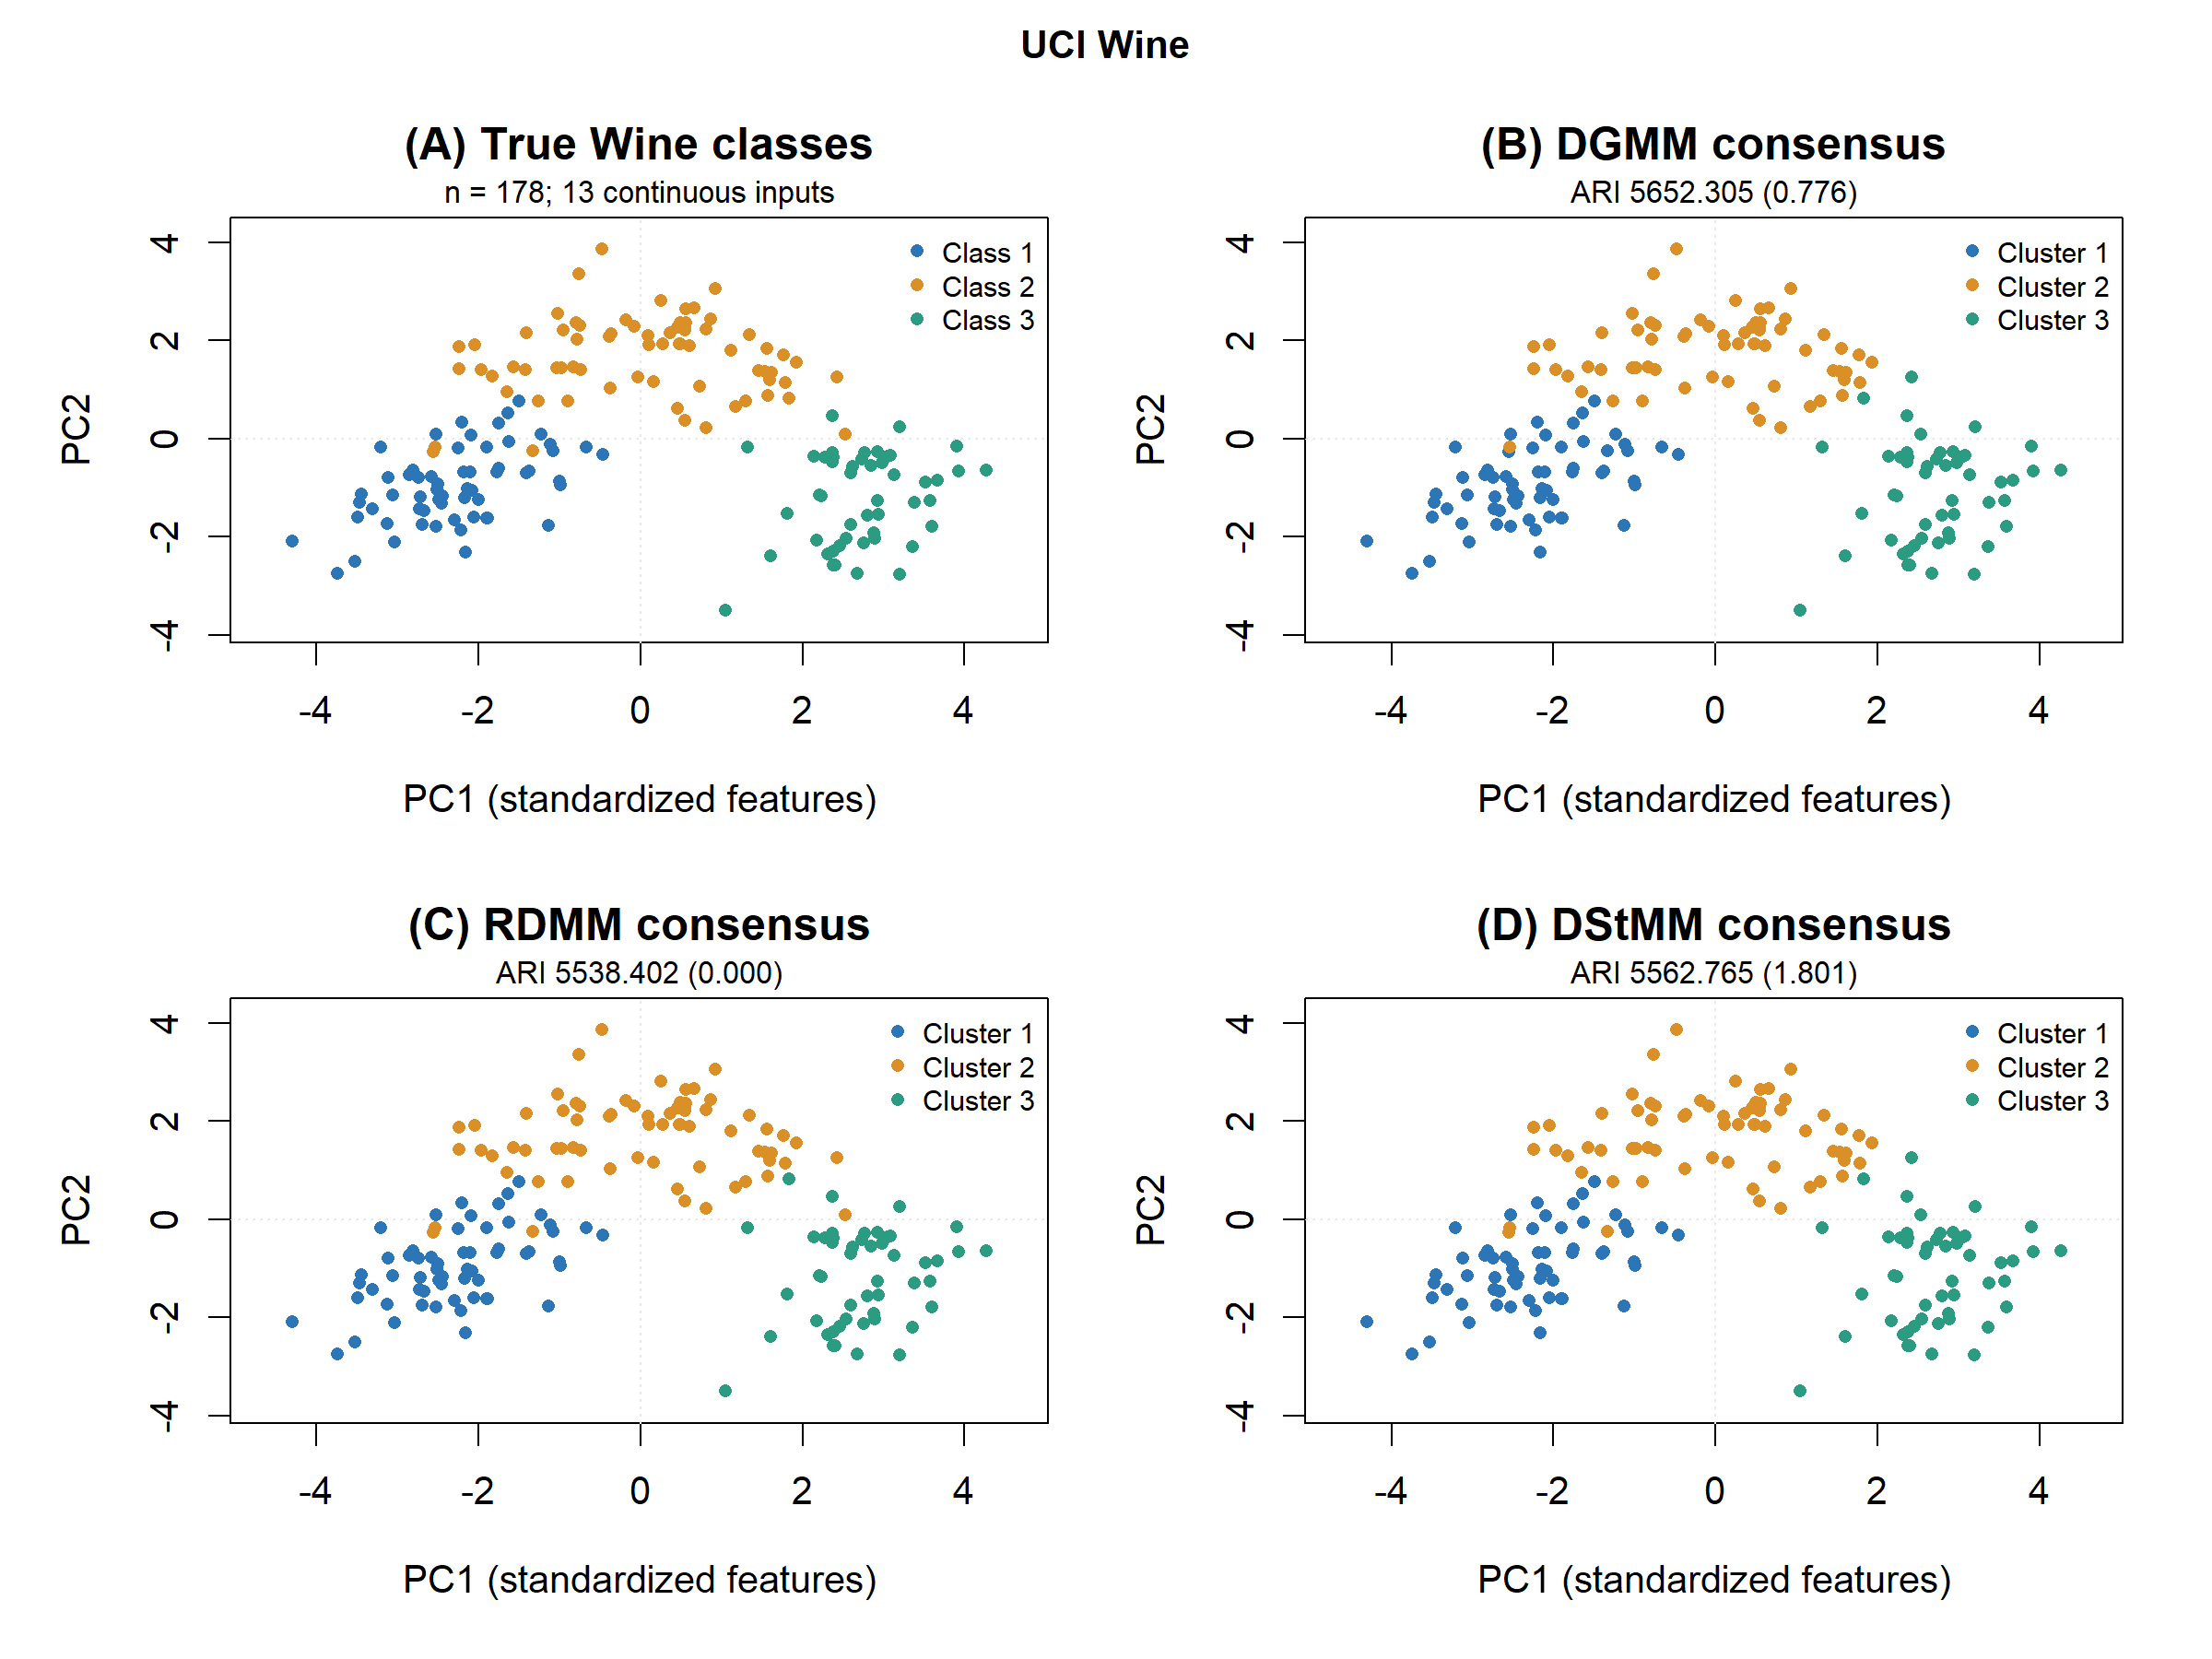 UCI Wine
(A) True Wine classes
n = 178; 13 continuous inputs
Class 1
Class 2
Class 3
4
2
0
-2
-4
PC2
-4 -2 0 2 4
PC1 (standardized features)
(B) DGMM consensus
ARI 5652.305 (0.776)
Cluster 1
Cluster 2
Cluster 3
4
2
0
-2
-4
PC2
-4 -2 0 2 4
PC1 (standardized features)
(C) RDMM consensus
ARI 5538.402 (0.000)
Cluster 1
Cluster 2
Cluster 3
4
2
0
-2
-4
PC2
-4 -2 0 2 4
PC1 (standardized features)
(D) DStMM consensus
ARI 5562.765 (1.801)
Cluster 1
Cluster 2
Cluster 3
4
2
0
-2
-4
PC2
-4 -2 0 2 4
PC1 (standardized features)